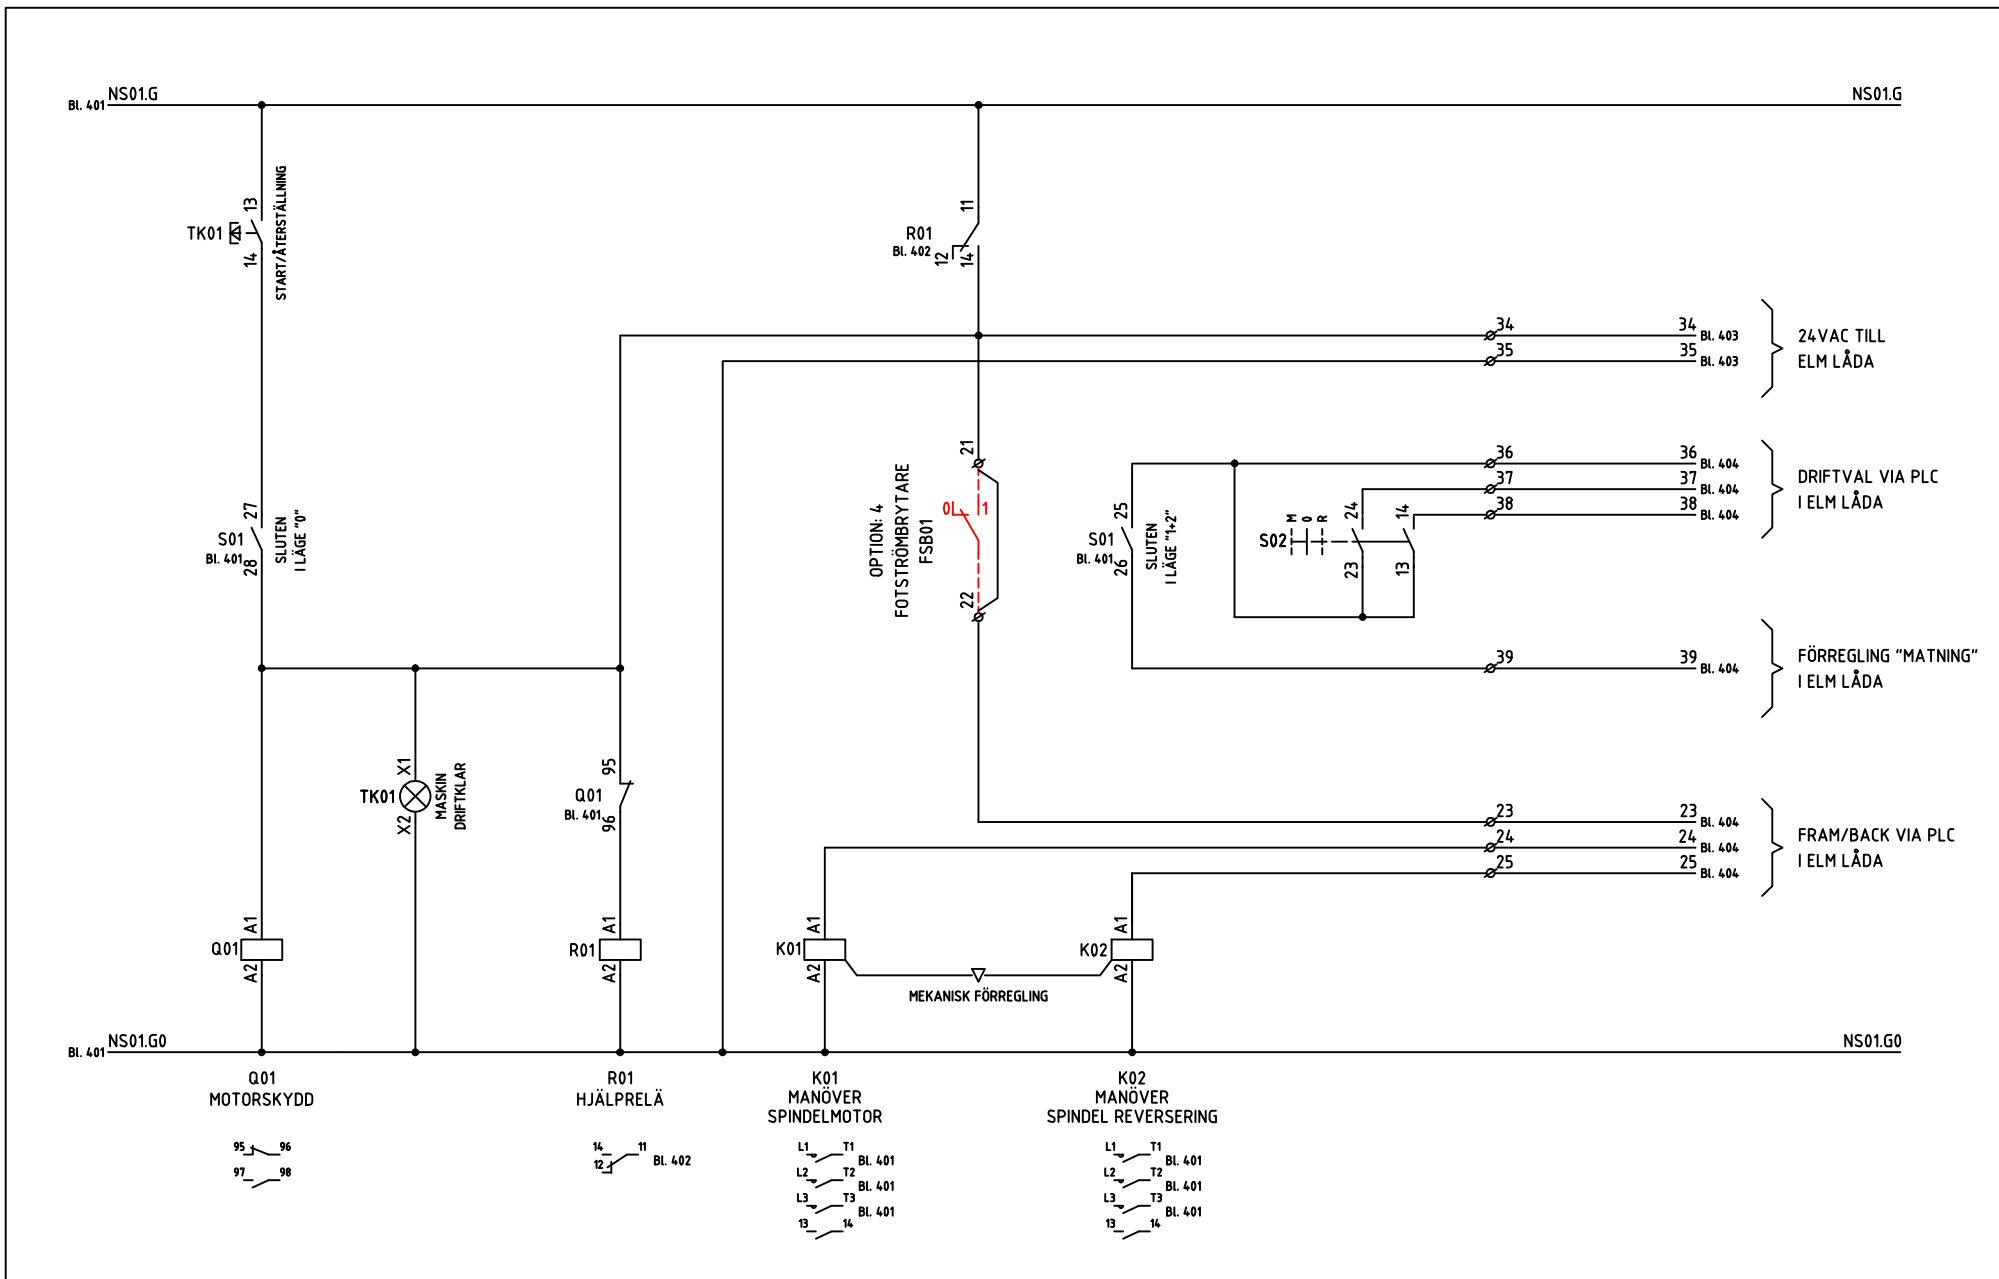 Bl. 401 NS01.G
NS01.G
TK01
13
14
START/ÅTERSTÄLLNING
R01
Bl. 402
11
12
14
34
34 Bl. 403
35
35 Bl. 403
24VAC TILL
ELM LÅDA
S01
Bl. 401
27
28
SLUTEN
I LÄGE "0"
OPTION: 4
FOTSTRÖMBRYTARE
FSB01
21
0
1
22
S01
Bl. 401
25
26
SLUTEN
I LÄGE "1+2"
S02
M
0
R
24
23
14
13
36
36 Bl. 404
37
37 Bl. 404
38
38 Bl. 404
DRIFTVAL VIA PLC
I ELM LÅDA
39
39 Bl. 404
FÖRREGLING "MATNING"
I ELM LÅDA
TK01
X1
X2
MASKIN
DRIFTKLAR
Q01
Bl. 401
95
96
23
23 Bl. 404
24
24 Bl. 404
25
25 Bl. 404
FRAM/BACK VIA PLC
I ELM LÅDA
Q01
A1
A2
R01
A1
A2
K01
A1
A2
K02
A1
A2
MEKANISK FÖRREGLING
Bl. 401 NS01.G0
NS01.G0
Q01
MOTORSKYDD
95 96
97 98
R01
HJÄLPRELÄ
14 11
12 Bl. 402
K01
MANÖVER
SPINDELMOTOR
L1 T1 Bl. 401
L2 T2 Bl. 401
L3 T3 Bl. 401
13 14
K02
MANÖVER
SPINDEL REVERSERING
L1 T1 Bl. 401
L2 T2 Bl. 401
L3 T3 Bl. 401
13 14